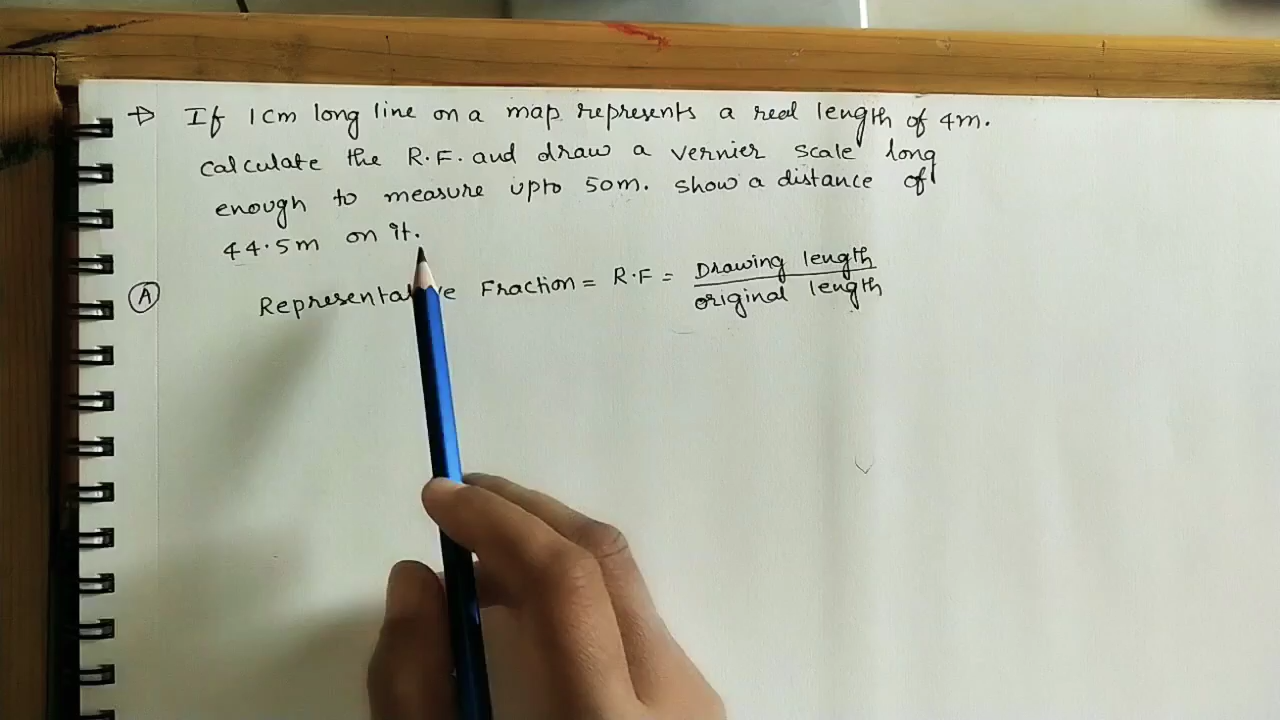 → If 1cm long line on a map represents a real length of 4m.
calculate the R.F. and draw a vernier scale long
enough to measure upto 50m. show a distance of
44.5m on it.
(A) Representative Fraction = R.F = Drawing length
original length